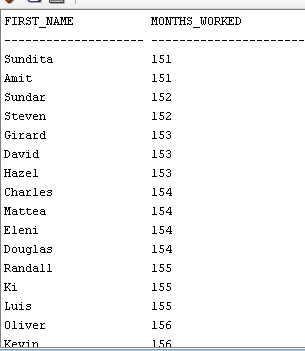 FIRST_NAME MONTHS_WORKED
-------------------- ----------------------
Sundita 151
Amit 151
Sundar 152
Steven 152
Girard 153
David 153
Hazel 153
Charles 154
Mattea 154
Eleni 154
Douglas 154
Randall 155
Ki 155
Luis 155
Oliver 156
Kevin 156